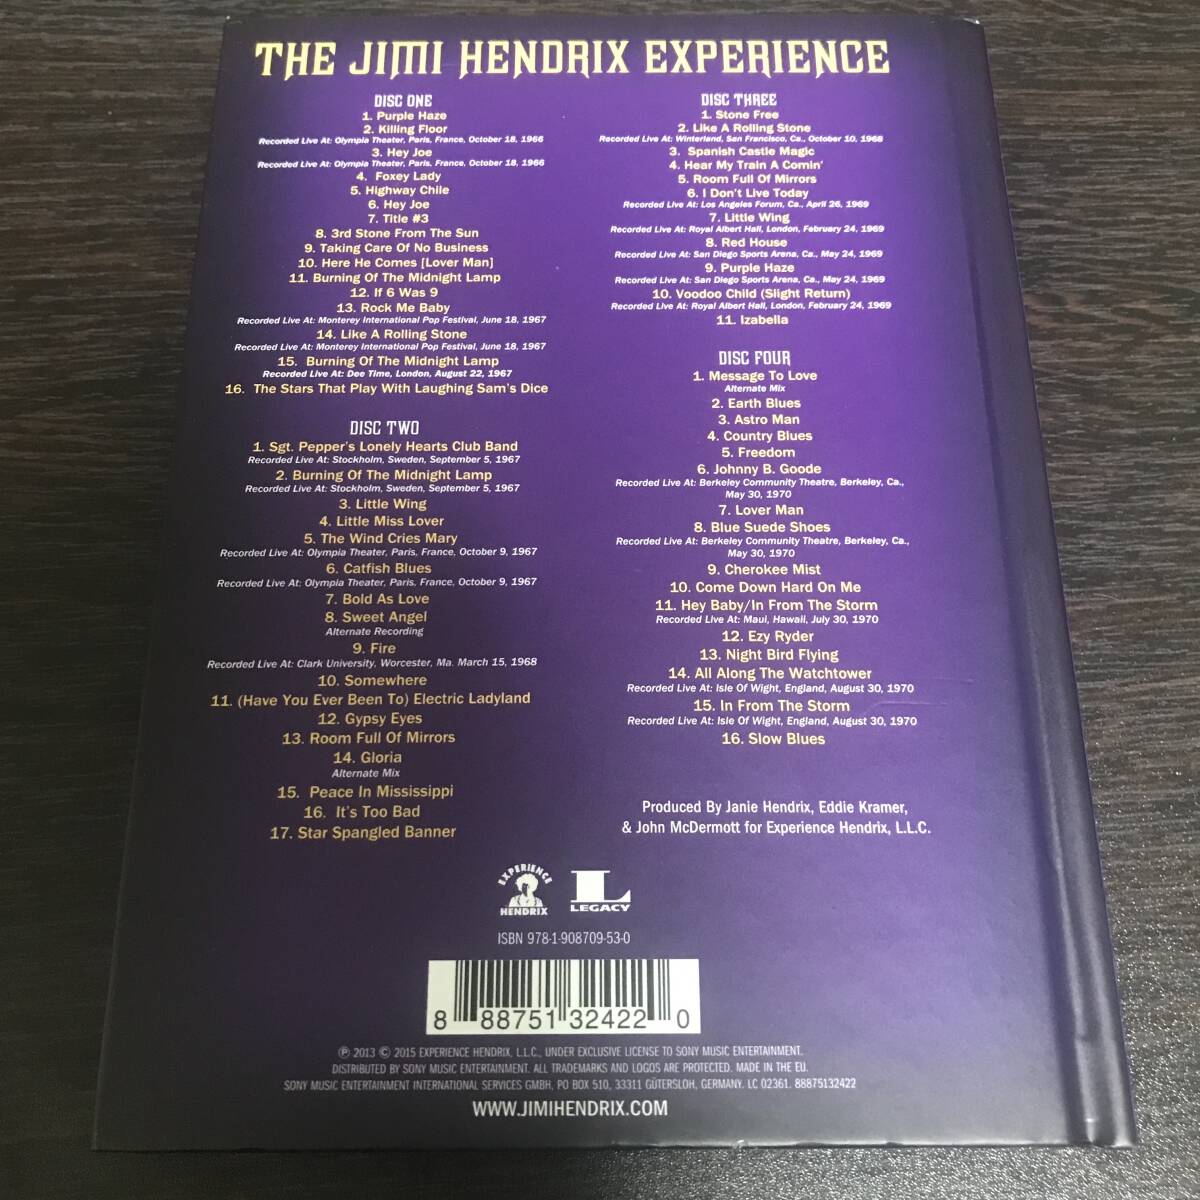 THE JIMI HENDRIX EXPERIENCE
DISC ONE
1. Purple Haze
2. Killing Floor
Recorded Live At: Olympia Theater, Paris, France, October 18, 1966
3. Hey Joe
Recorded Live At: Olympia Theater, Paris, France, October 18, 1966
4. Foxey Lady
5. Highway Chile
6. Hey Joe
7. Title #3
8. 3rd Stone From The Sun
9. Taking Care Of No Business
10. Here He Comes [Lover Man]
11. Burning Of The Midnight Lamp
12. If 6 Was 9
13. Rock Me Baby
Recorded Live At: Monterey International Pop Festival, June 18, 1967
14. Like A Rolling Stone
Recorded Live At: Monterey International Pop Festival, June 18, 1967
15. Burning Of The Midnight Lamp
Recorded Live At: Dee Time, London, August 22, 1967
16. The Stars That Play With Laughing Sam's Dice
DISC TWO
1. Sgt. Pepper's Lonely Hearts Club Band
Recorded Live At: Stockholm, Sweden, September 5, 1967
2. Burning Of The Midnight Lamp
Recorded Live At: Stockholm, Sweden, September 5, 1967
3. Little Wing
4. Little Miss Lover
5. The Wind Cries Mary
Recorded Live At: Olympia Theater, Paris, France, October 9, 1967
6. Catfish Blues
Recorded Live At: Olympia Theater, Paris, France, October 9, 1967
7. Bold As Love
8. Sweet Angel
Alternate Recording
9. Fire
Recorded Live At: Clark University, Worcester, Ma. March 15, 1968
10. Somewhere
11. (Have You Ever Been To) Electric Ladyland
12. Gypsy Eyes
13. Room Full Of Mirrors
14. Gloria
Alternate Mix
15. Peace In Mississippi
16. It's Too Bad
17. Star Spangled Banner
DISC THREE
1. Stone Free
2. Like A Rolling Stone
Recorded Live At: Winterland, San Francisco, Ca., October 10, 1968
3. Spanish Castle Magic
4. Hear My Train A Comin'
5. Room Full Of Mirrors
6. I Don't Live Today
Recorded Live At: Los Angeles Forum, Ca., April 26, 1969
7. Little Wing
Recorded Live At: Royal Albert Hall, London, February 24, 1969
8. Red House
Recorded Live At: San Diego Sports Arena, Ca., May 24, 1969
9. Purple Haze
Recorded Live At: San Diego Sports Arena, Ca., May 24, 1969
10. Voodoo Child (Slight Return)
Recorded Live At: Royal Albert Hall, London, February 24, 1969
11. Izabella
DISC FOUR
1. Message To Love
Alternate Mix
2. Earth Blues
3. Astro Man
4. Country Blues
5. Freedom
6. Johnny B. Goode
Recorded Live At: Berkeley Community Theatre, Berkeley, Ca.,
May 30, 1970
7. Lover Man
8. Blue Suede Shoes
Recorded Live At: Berkeley Community Theatre, Berkeley, Ca.,
May 30, 1970
9. Cherokee Mist
10. Come Down Hard On Me
11. Hey Baby/In From The Storm
Recorded Live At: Maui, Hawaii, July 30, 1970
12. Ezy Ryder
13. Night Bird Flying
14. All Along The Watchtower
Recorded Live At: Isle Of Wight, England, August 30, 1970
15. In From The Storm
Recorded Live At: Isle Of Wight, England, August 30, 1970
16. Slow Blues
Produced By Janie Hendrix, Eddie Kramer,
& John McDermott for Experience Hendrix, L.L.C.
EXPERIENCE
HENDRIX
L
LEGACY
ISBN 978-1-908709-53-0
8 88751 32422 0
℗ 2013 © 2015 EXPERIENCE HENDRIX, L.L.C., UNDER EXCLUSIVE LICENSE TO SONY MUSIC ENTERTAINMENT.
DISTRIBUTED BY SONY MUSIC ENTERTAINMENT. ALL TRADEMARKS AND LOGOS ARE PROTECTED. MADE IN THE EU.
SONY MUSIC ENTERTAINMENT INTERNATIONAL SERVICES GMBH, PO BOX 510, 33311 GÜTERSLOH, GERMANY. LC 02361. 88875132422
WWW.JIMIHENDRIX.COM